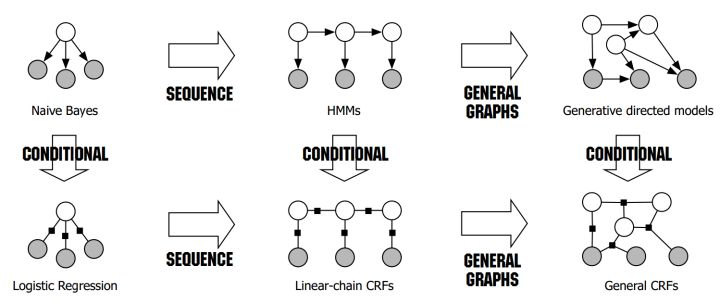 SEQUENCE
GENERAL
GRAPHS
Naive Bayes
HMMs
Generative directed models
CONDITIONAL
CONDITIONAL
CONDITIONAL
SEQUENCE
GENERAL
GRAPHS
Logistic Regression
Linear-chain CRFs
General CRFs